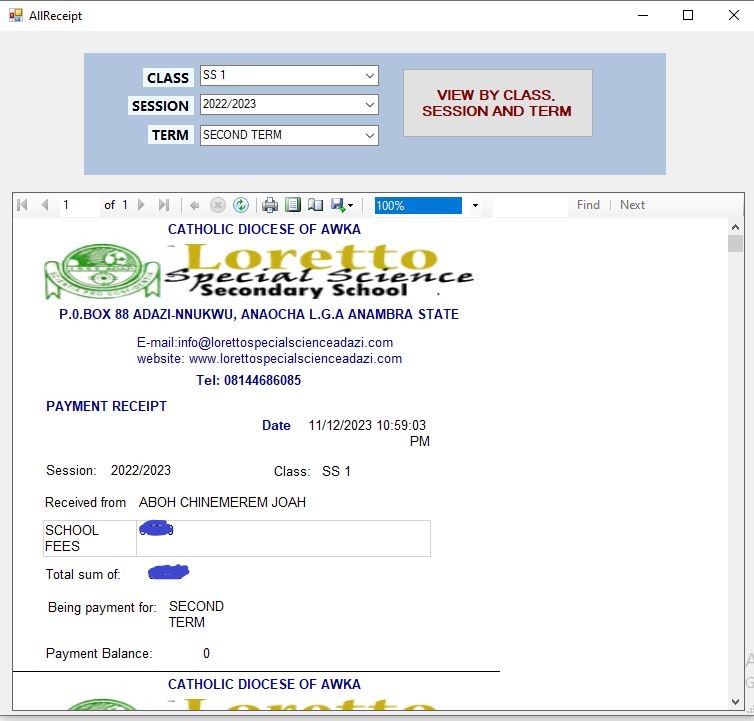 AllReceipt
CLASS SS 1
SESSION 2022/2023
TERM SECOND TERM
VIEW BY CLASS,
SESSION AND TERM
1 of 1 100% Find | Next
CATHOLIC DIOCESE OF AWKA
Loretto
Special Science
Secondary School
P.0.BOX 88 ADAZI-NNUKWU, ANAOCHA L.G.A ANAMBRA STATE
E-mail:info@lorettospecialscienceadazi.com
website: www.lorettospecialscienceadazi.com
Tel: 08144686085
PAYMENT RECEIPT
Date 11/12/2023 10:59:03
PM
Session: 2022/2023 Class: SS 1
Received from ABOH CHINEMEREM JOAH
SCHOOL
FEES
Total sum of:
Being payment for: SECOND
TERM
Payment Balance: 0
CATHOLIC DIOCESE OF AWKA